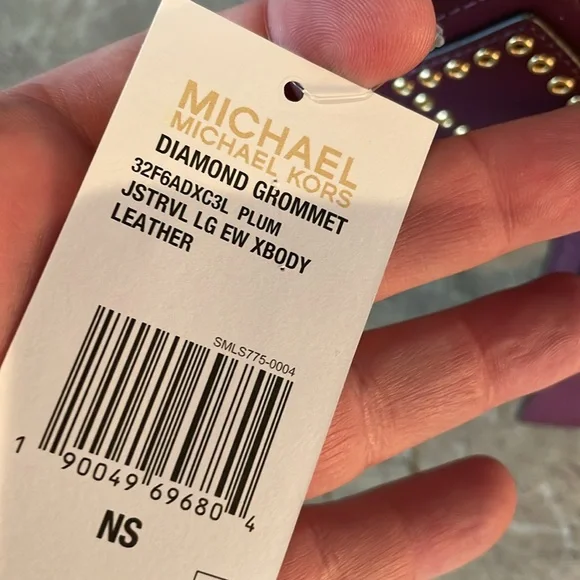 MICHAEL
MICHAEL KORS
DIAMOND GROMMET
32F6ADXC3L PLUM
JSTRVL LG EW XBODY
LEATHER
SMLS775-0004
1 90049 69680 4
NS